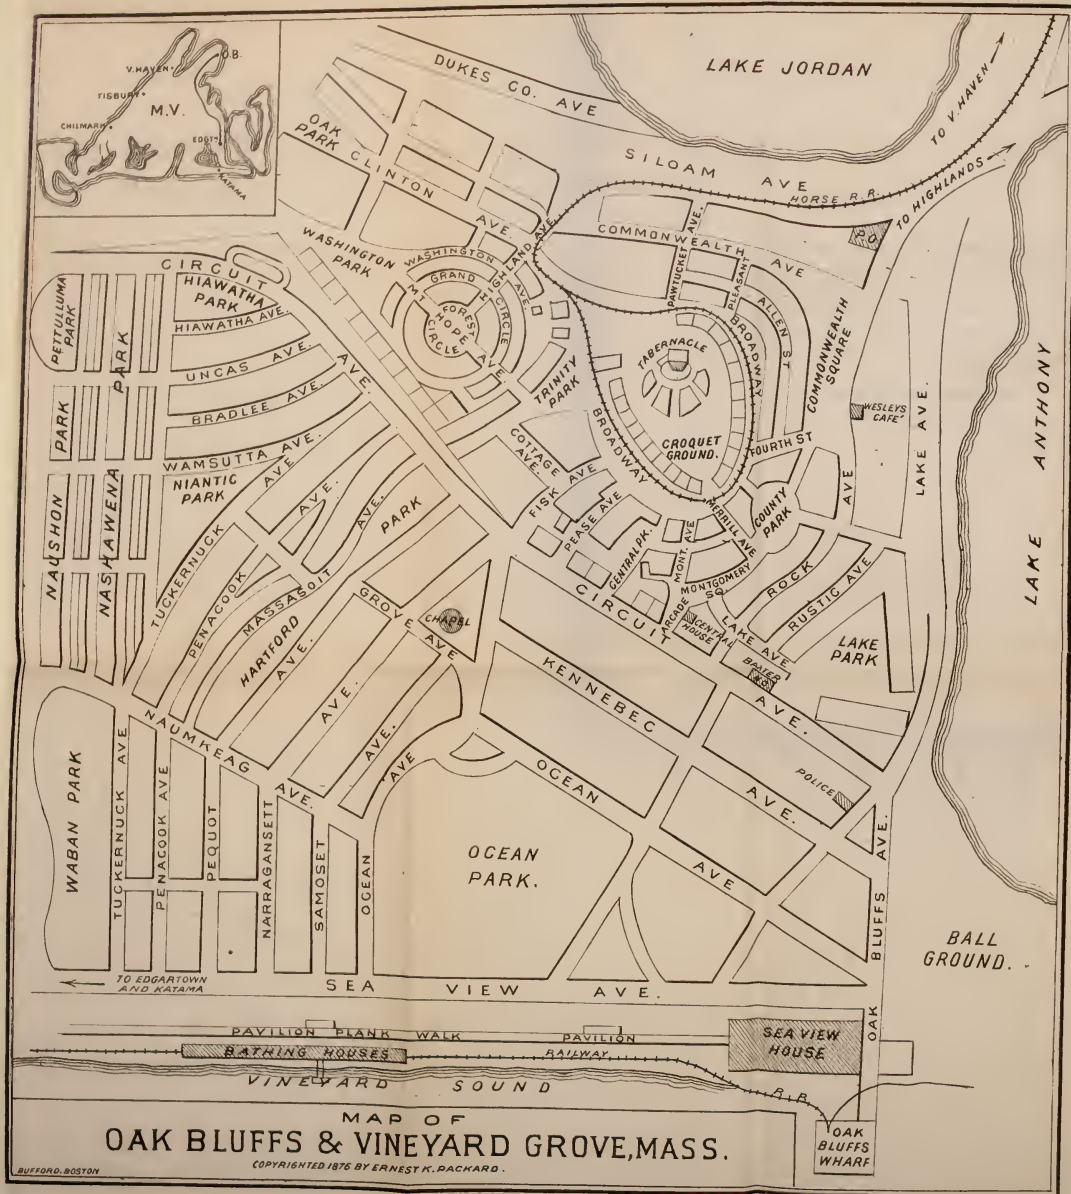 O.B.
V. HAVEN
TISBURY
M.V.
CHILMARK
EDGT
KATAMA
DUKES CO. AVE
LAKE JORDAN
TO V. HAVEN
OAK PARK
CLINTON AVE.
SILOAM AVE
HORSE R.R.
TO HIGHLANDS
WASHINGTON PARK
WASHINGTON
HIGHLAND AVE
COMMONWEALTH AVE
PAWTUCKET AVE.
PLEASANT
CIRCUIT AVE.
HIAWATHA PARK
HIAWATHA AVE.
PETTULUMMA PARK
PARK
GRAND CIRCLE AVE.
FOREST CIRCLE
MT HOPE AVE
ALLEN ST
BROADWAY
TABERNACLE
COMMONWEALTH SQUARE
UNCAS AVE.
BRADLEE AVE.
TRINITY PARK
BROADWAY
CROQUET GROUND.
WESLEYS CAFE
LAKE AVE.
LAKE ANTHONY
PARK
WAMSUTTA AVE.
NIANTIC PARK
COTTAGE AVE.
FISK AVE
FOURTH ST
AVE
NAUSHON
NASHAWENA
TUCKERNUCK AVE
PENACOOK AVE.
MASSASOIT AVE.
HARTFORD PARK
PEASE AVE
CENTRAL PK.
MONT. AVE
MERRILL AVE
COUNTY PARK
MONTGOMERY SQ.
ROCK
RUSTIC AVE
GROVE AVE
CHAPEL
CIRCUIT AVE.
ARCADE
CENTRAL HOUSE
LAKE AVE
BAXTER HO.
LAKE PARK
AVE.
AVE.
AVE.
AVE
KENNEBEC AVE.
OCEAN AVE
POLICE
NAUMKEAG AVE.
WABAN PARK
TUCKERNUCK AVE
PENACOOK AVE
PEQUOT
NARRAGANSETT
SAMOSET
OCEAN
OCEAN PARK.
OAK BLUFFS AVE.
BALL GROUND.
TO EDGARTOWN AND KATAMA
SEA VIEW AVE.
PAVILION PLANK WALK PAVILION
BATHING HOUSES
RAILWAY
SEA VIEW HOUSE
VINEYARD SOUND
R.R.
OAK BLUFFS WHARF
MAP OF
OAK BLUFFS & VINEYARD GROVE, MASS.
COPYRIGHTED 1876 BY ERNEST K. PACKARD.
BUFFORD. BOSTON